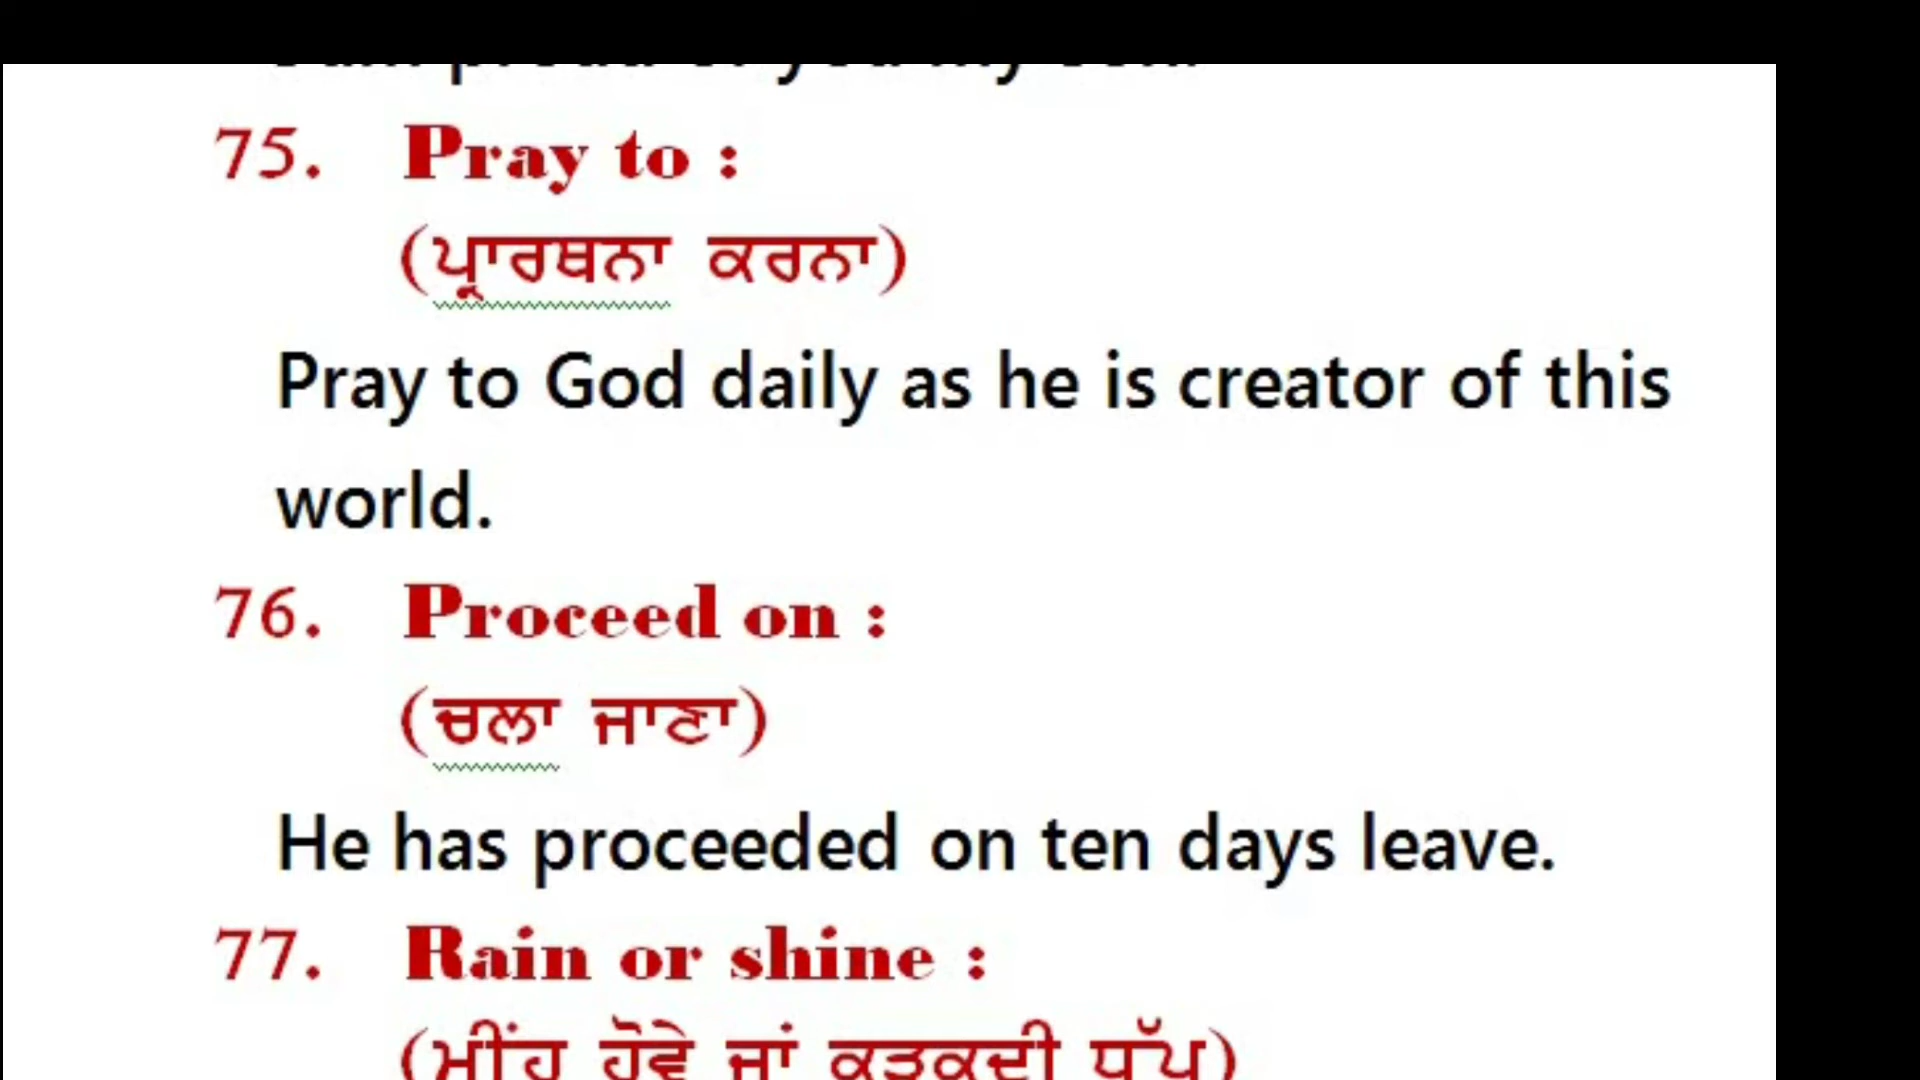 75. Pray to :
(ਪ੍ਰਾਰਥਨਾ ਕਰਨਾ)
Pray to God daily as he is creator of this
world.
76. Proceed on :
(ਚਲਾ ਜਾਣਾ)
He has proceeded on ten days leave.
77. Rain or shine :
(ਮੀਂਹ ਹੋਵੇ ਜਾਂ ਕੜਕਦੀ ਧੁੱਪ)